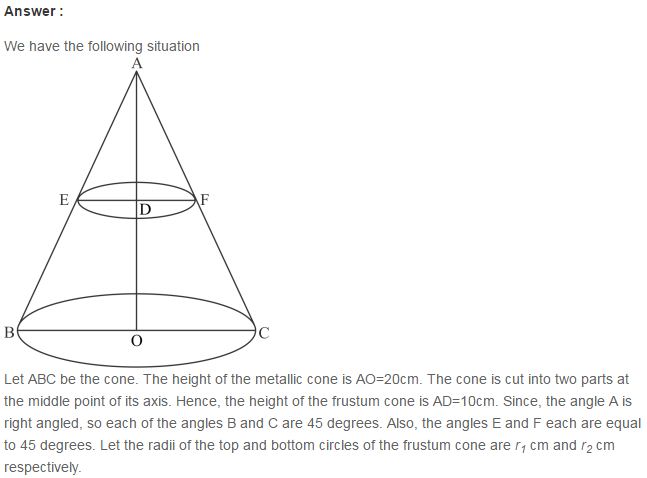 Answer :
We have the following situation
A
E
F
D
B
O
C
Let ABC be the cone. The height of the metallic cone is AO=20cm. The cone is cut into two parts at
the middle point of its axis. Hence, the height of the frustum cone is AD=10cm. Since, the angle A is
right angled, so each of the angles B and C are 45 degrees. Also, the angles E and F each are equal
to 45 degrees. Let the radii of the top and bottom circles of the frustum cone are r₁ cm and r₂ cm
respectively.